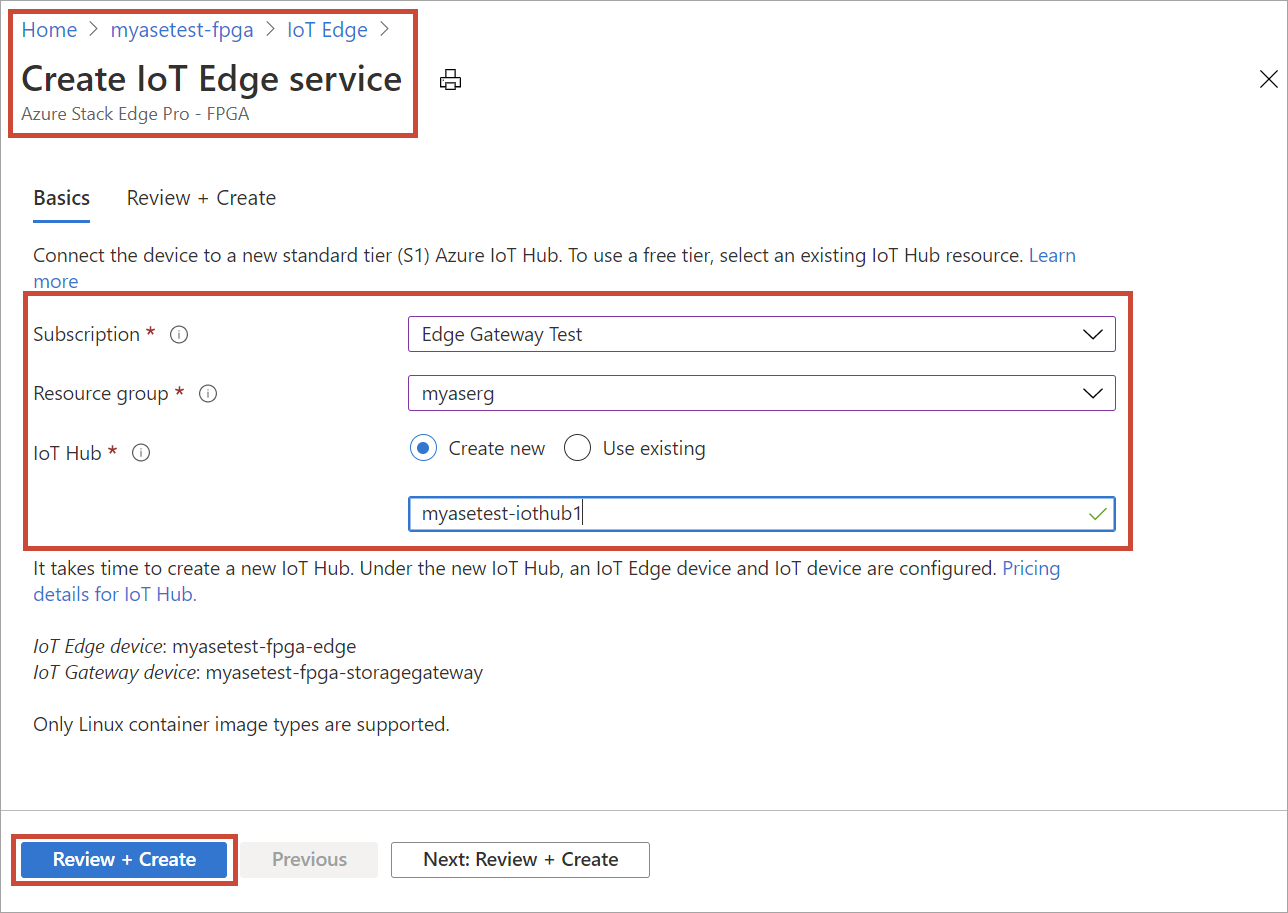 Home > myasetest-fpga > IoT Edge >
Create IoT Edge service
Azure Stack Edge Pro - FPGA
Basics Review + Create
Connect the device to a new standard tier (S1) Azure IoT Hub. To use a free tier, select an existing IoT Hub resource. Learn
more
Subscription * Edge Gateway Test
Resource group * myaserg
IoT Hub * Create new Use existing
myasetest-iothub1
It takes time to create a new IoT Hub. Under the new IoT Hub, an IoT Edge device and IoT device are configured. Pricing
details for IoT Hub.
IoT Edge device: myasetest-fpga-edge
IoT Gateway device: myasetest-fpga-storagegateway
Only Linux container image types are supported.
Review + Create Previous Next: Review + Create